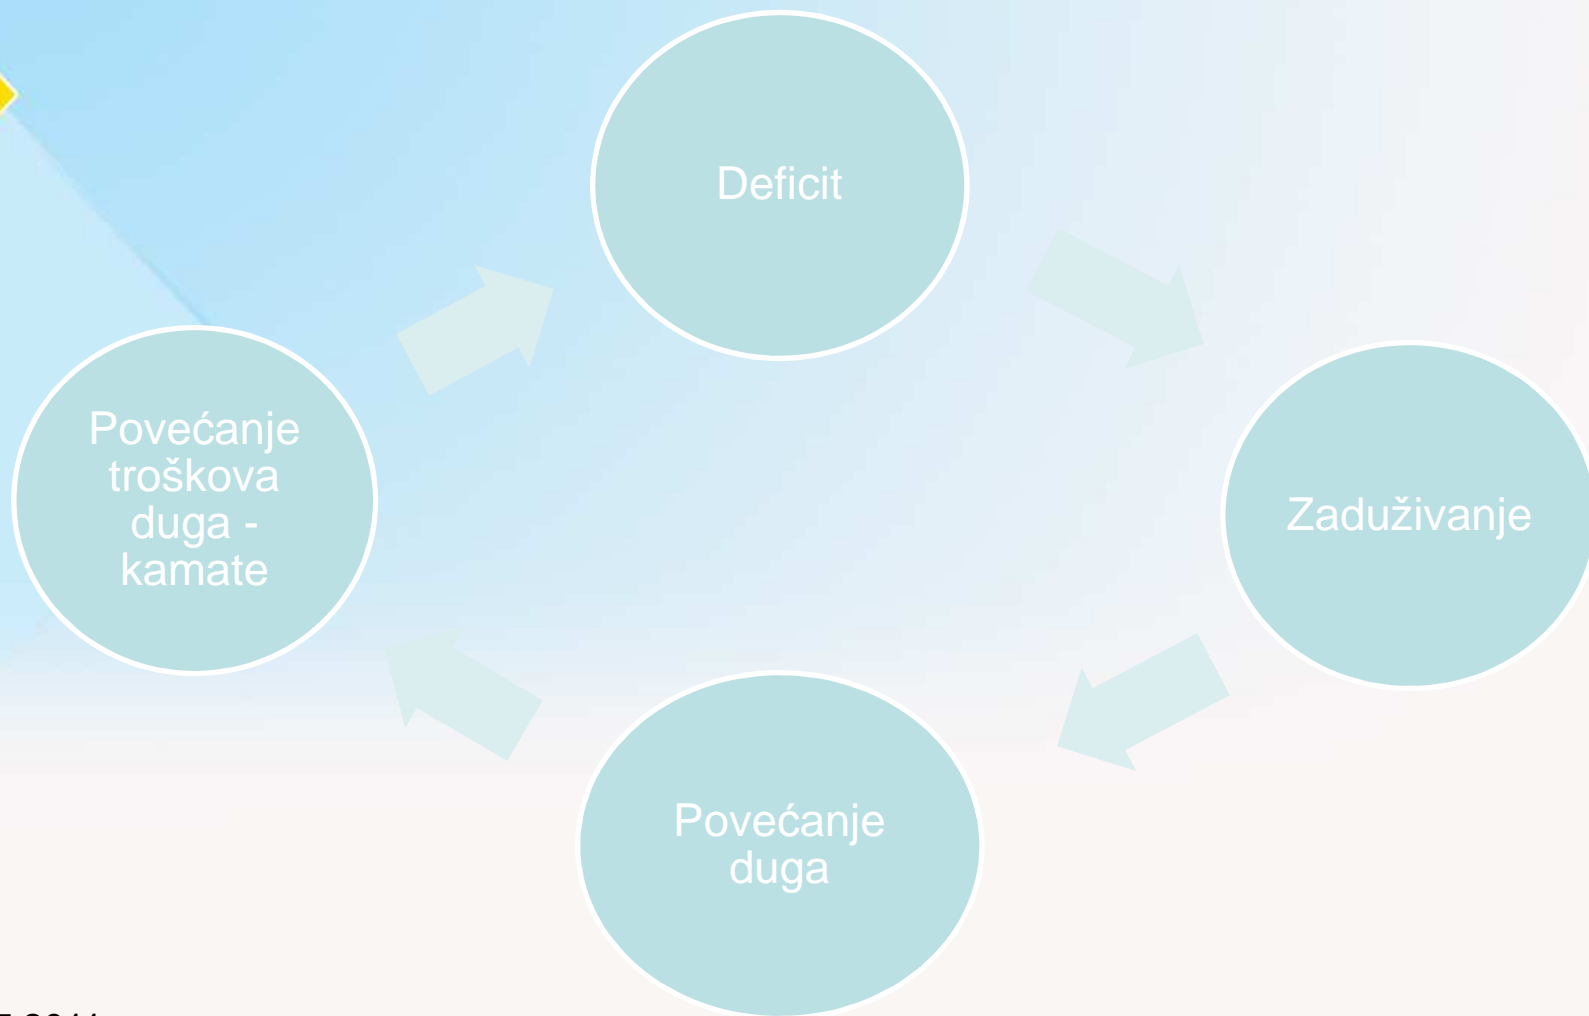 Deficit
Povećanje
troškova
duga -
kamate
Zaduživanje
Povećanje
duga